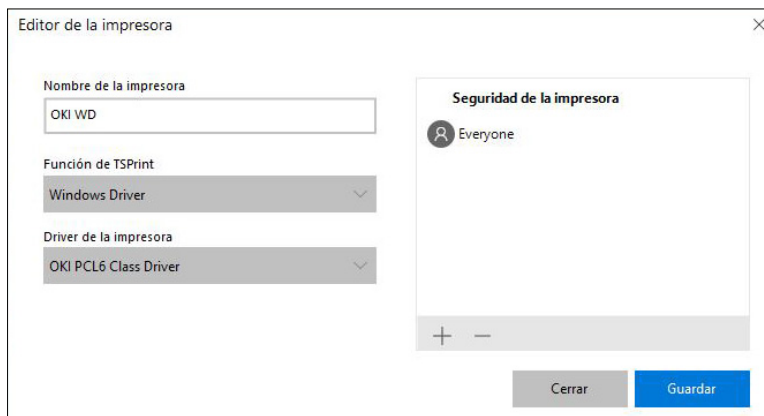 Editor de la impresora
Nombre de la impresora
OKI WD
Función de TSPrint
Windows Driver
Driver de la impresora
OKI PCL6 Class Driver
Seguridad de la impresora
Everyone
Cerrar
Guardar